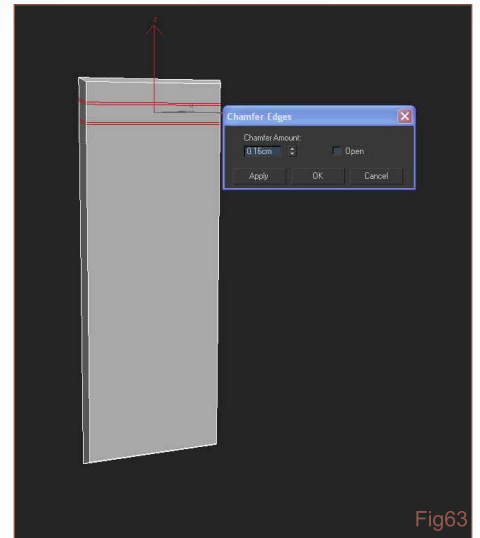 z
Chamfer Edges
Chamfer Amount:
0.16cm
Open
Apply OK Cancel
Fig63